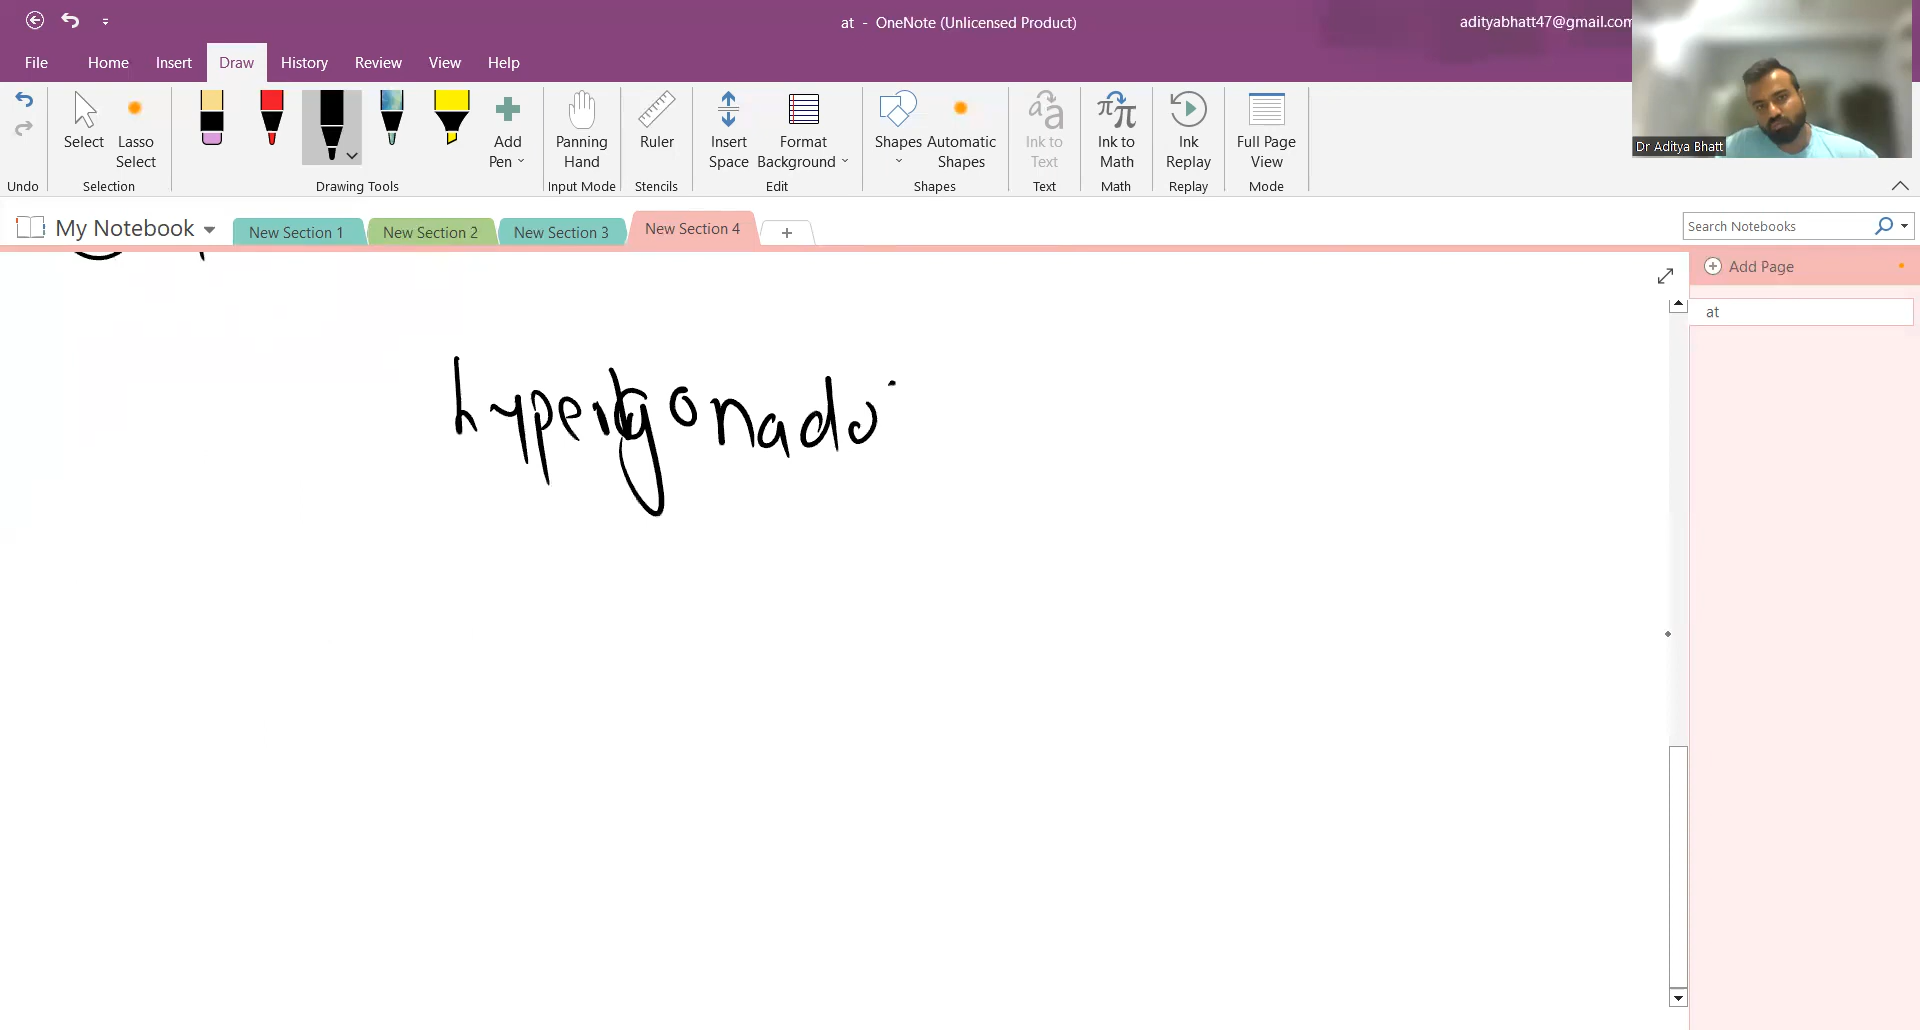 at - OneNote (Unlicensed Product)
adityabhatt47@gmail.com
File Home Insert Draw History Review View Help
Select
Lasso Select
Add Pen
Panning Hand
Ruler
Insert Space
Format Background
Shapes
Automatic Shapes
Ink to Text
Ink to Math
Ink Replay
Full Page View
Undo Selection Drawing Tools Input Mode Stencils Edit Shapes Text Math Replay Mode
Dr Aditya Bhatt
My Notebook New Section 1 New Section 2 New Section 3 New Section 4
Search Notebooks
Add Page
at
hypergonado